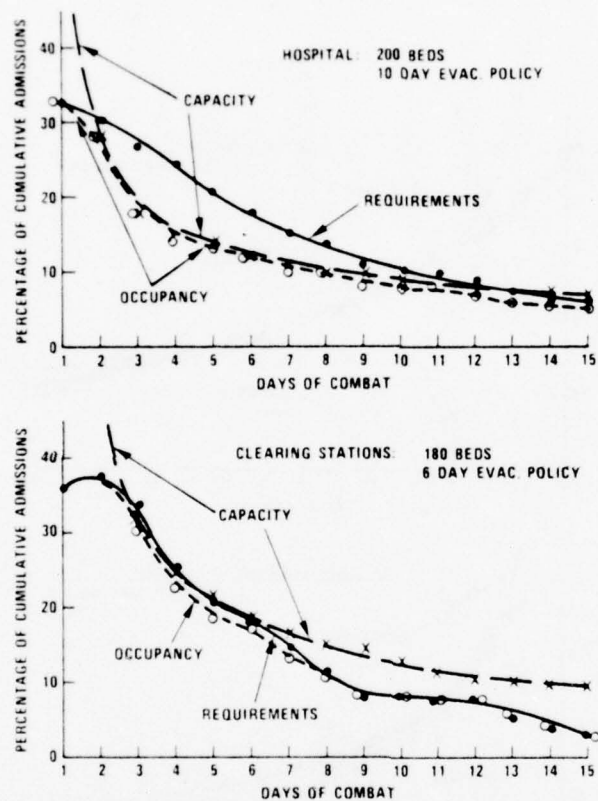 HOSPITAL: 200 BEDS
10 DAY EVAC. POLICY
PERCENTAGE OF CUMULATIVE ADMISSIONS
40
30
20
10
0
CAPACITY
REQUIREMENTS
OCCUPANCY
1 2 3 4 5 6 7 8 9 10 11 12 13 14 15
DAYS OF COMBAT
CLEARING STATIONS: 180 BEDS
6 DAY EVAC. POLICY
PERCENTAGE OF CUMULATIVE ADMISSIONS
40
30
20
10
0
CAPACITY
OCCUPANCY
REQUIREMENTS
1 2 3 4 5 6 7 8 9 10 11 12 13 14 15
DAYS OF COMBAT